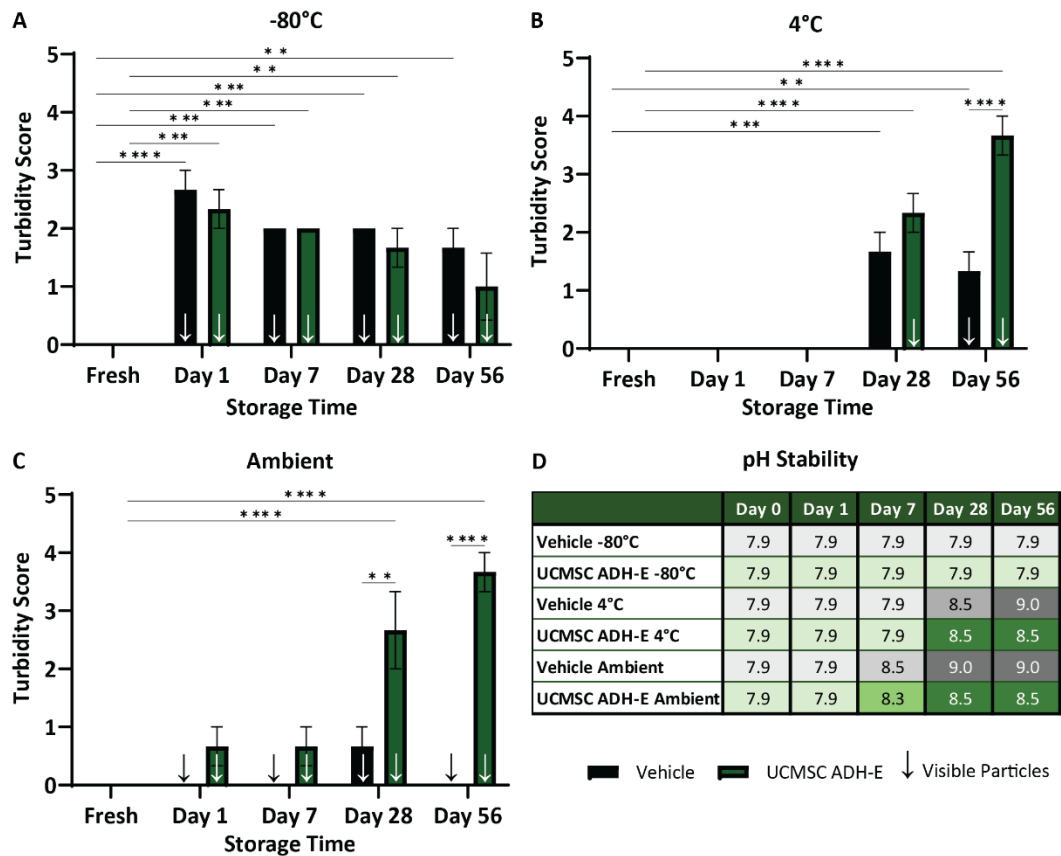 A
-80°C
Turbidity Score
5
4
3
2
1
0
* *
* *
* * *
* * *
* * *
* * *
* * * *
Fresh Day 1 Day 7 Day 28 Day 56
Storage Time
B
4°C
Turbidity Score
5
4
3
2
1
0
* * * *
* *
* * * *
* * *
* * * *
Fresh Day 1 Day 7 Day 28 Day 56
Storage Time
C
Ambient
Turbidity Score
5
4
3
2
1
0
* * * *
* * * *
* * * *
* *
Fresh Day 1 Day 7 Day 28 Day 56
Storage Time
D
pH Stability
Day 0 Day 1 Day 7 Day 28 Day 56
Vehicle -80°C 7.9 7.9 7.9 7.9 7.9
UCMSC ADH-E -80°C 7.9 7.9 7.9 7.9 7.9
Vehicle 4°C 7.9 7.9 7.9 8.5 9.0
UCMSC ADH-E 4°C 7.9 7.9 7.9 8.5 8.5
Vehicle Ambient 7.9 7.9 8.5 9.0 9.0
UCMSC ADH-E Ambient 7.9 7.9 8.3 8.5 8.5
Vehicle UCMSC ADH-E ↓ Visible Particles